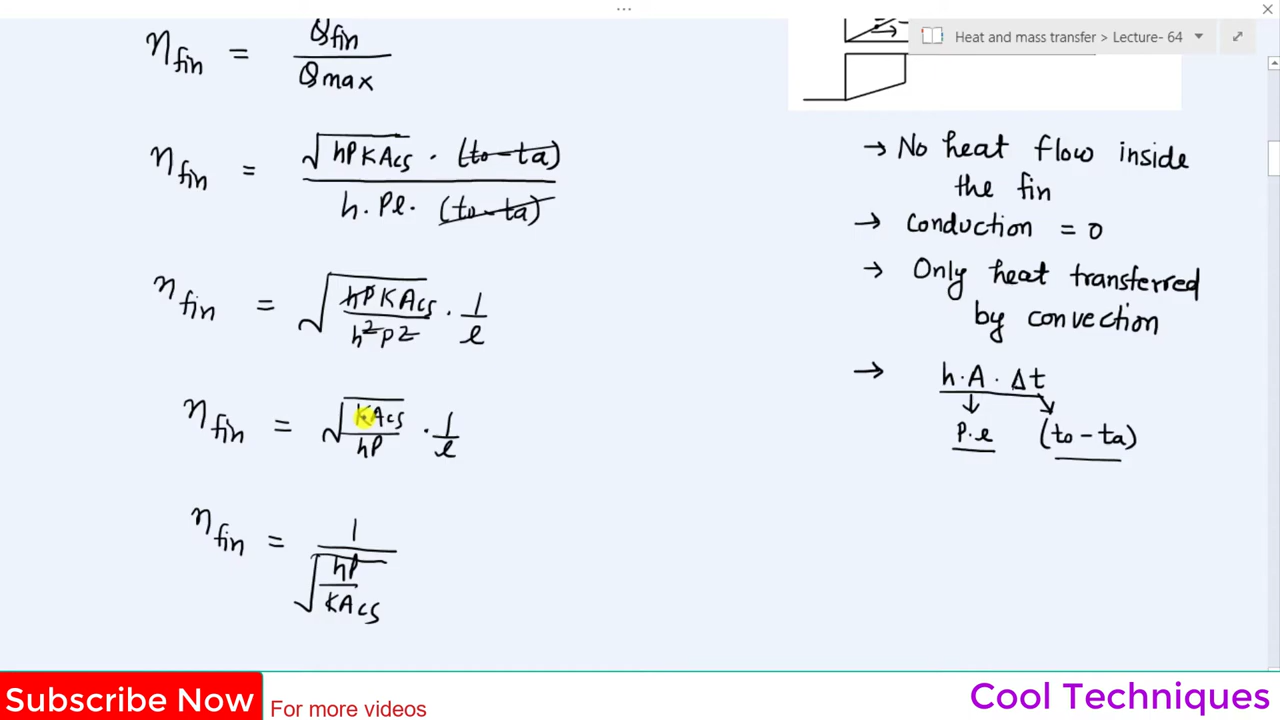 Heat and mass transfer > Lecture- 64
η fin = Q fin / Q max
η fin = √hPKAcs · (to - ta) / h. Pl. (to - ta)
η fin = √hPKAcs / h²P² · 1/l
η fin = √KAcs / hP · 1/l
η fin = 1 / √hP / KAcs
→ No heat flow inside
the fin
→ Conduction = 0
→ Only heat transferred
by convection
→ h·A·Δt
P.l (to - ta)
Subscribe Now
For more videos
Cool Techniques